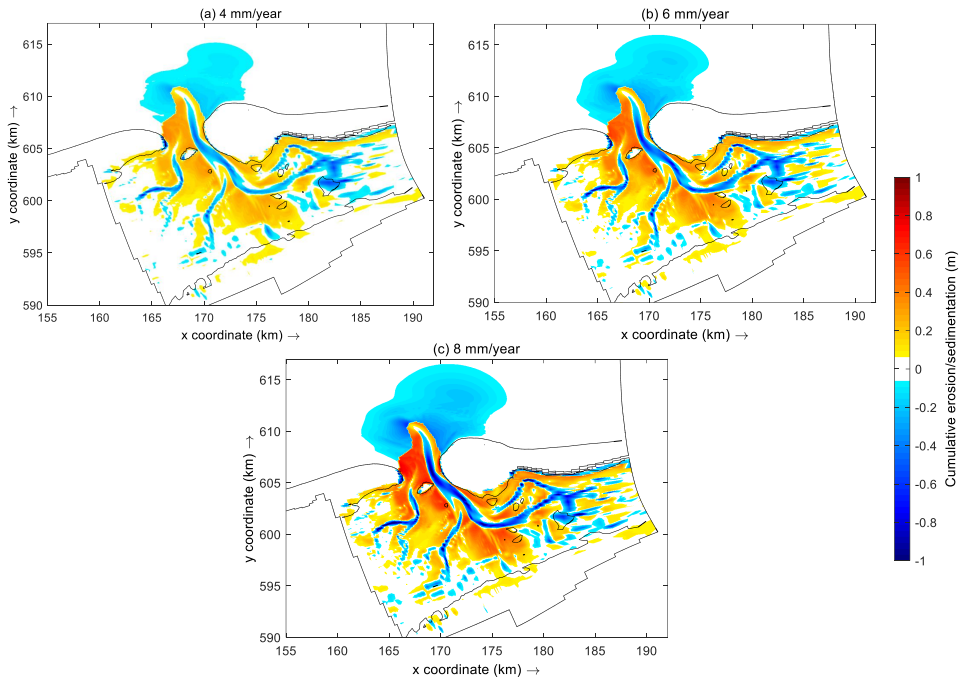 (a) 4 mm/year
615
610
605
600
595
590
155 160 165 170 175 180 185 190
x coordinate (km) →
y coordinate (km) →
(b) 6 mm/year
615
610
605
600
595
590
155 160 165 170 175 180 185 190
x coordinate (km) →
y coordinate (km) →
(c) 8 mm/year
615
610
605
600
595
590
155 160 165 170 175 180 185 190
x coordinate (km) →
y coordinate (km) →
1
0.8
0.6
0.4
0.2
0
-0.2
-0.4
-0.6
-0.8
-1
Cumulative erosion/sedimentation (m)